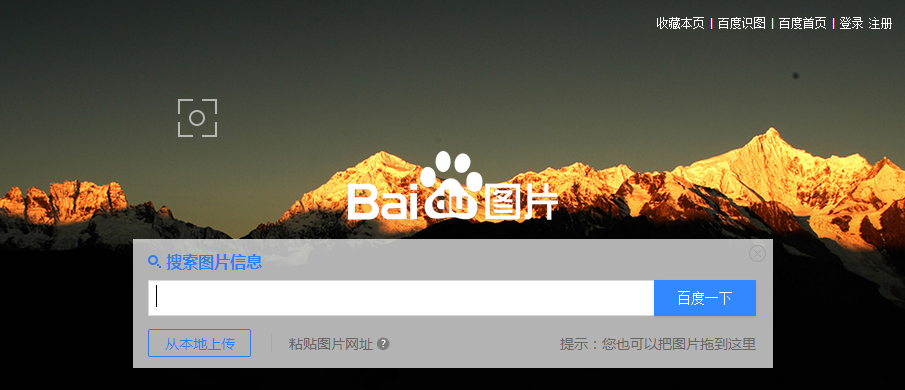 收藏本页 | 百度识图 | 百度首页 | 登录 注册
Bai du 图片
搜索图片信息
百度一下
从本地上传 粘贴图片网址 ? 提示：您也可以把图片拖到这里